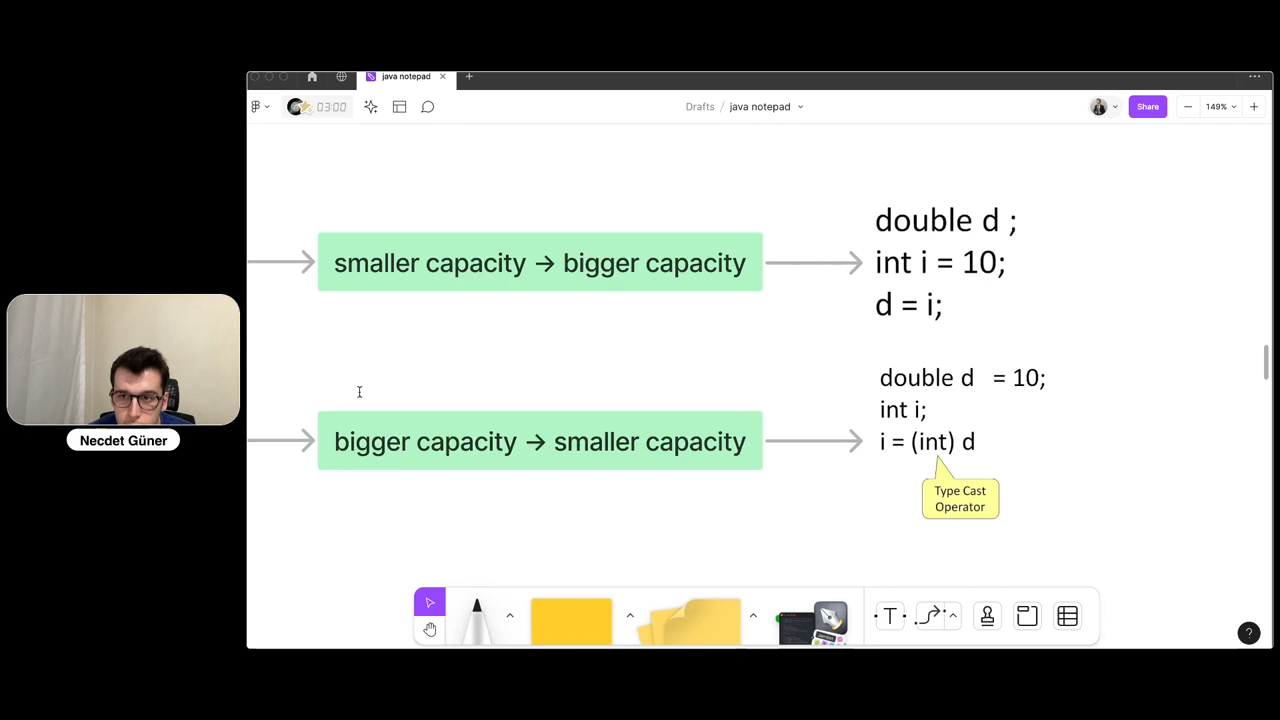 java notepad
03:00
Drafts / java notepad
Share
149%
smaller capacity → bigger capacity
double d ;
int i = 10;
d = i;
bigger capacity → smaller capacity
double d = 10;
int i;
i = (int) d
Type Cast
Operator
Necdet Güner
T
?